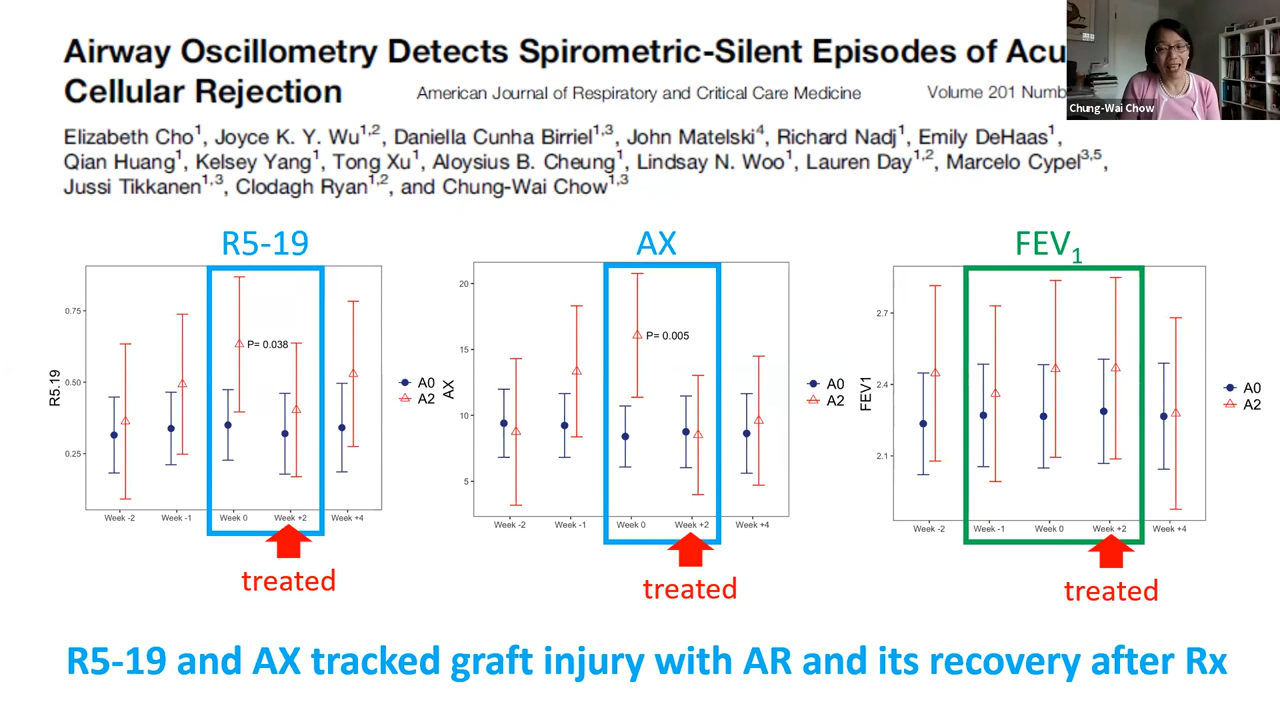 Airway Oscillometry Detects Spirometric-Silent Episodes of Acu
Cellular Rejection
American Journal of Respiratory and Critical Care Medicine
Volume 201 Numb
Chung-Wai Chow
Elizabeth Cho1, Joyce K. Y. Wu1,2, Daniella Cunha Birriel1,3, John Matelski4, Richard Nadj1, Emily DeHaas1,
Qian Huang1, Kelsey Yang1, Tong Xu1, Aloysius B. Cheung1, Lindsay N. Woo1, Lauren Day1,2, Marcelo Cypel3,5,
Jussi Tikkanen1,3, Clodagh Ryan1,2, and Chung-Wai Chow1,3
R5-19
R5.19
0.75
0.50
0.25
P= 0.038
Week -2
Week -1
Week 0
Week +2
Week +4
A0
A2
treated
AX
AX
20
15
10
5
P= 0.005
Week -2
Week -1
Week 0
Week +2
Week +4
A0
A2
treated
FEV1
FEV1
2.7
2.4
2.1
Week -2
Week -1
Week 0
Week +2
Week +4
A0
A2
treated
R5-19 and AX tracked graft injury with AR and its recovery after Rx